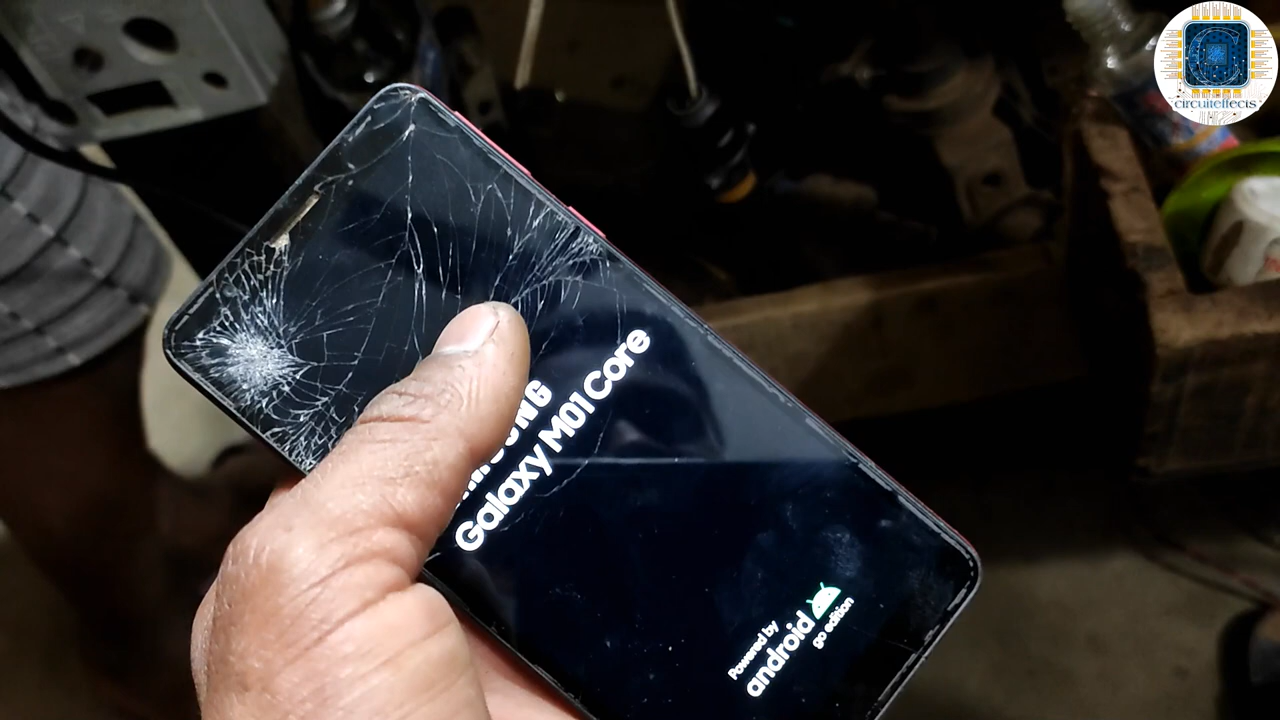 circuiteffects
Galaxy M01 Core
Powered by
android
go edition